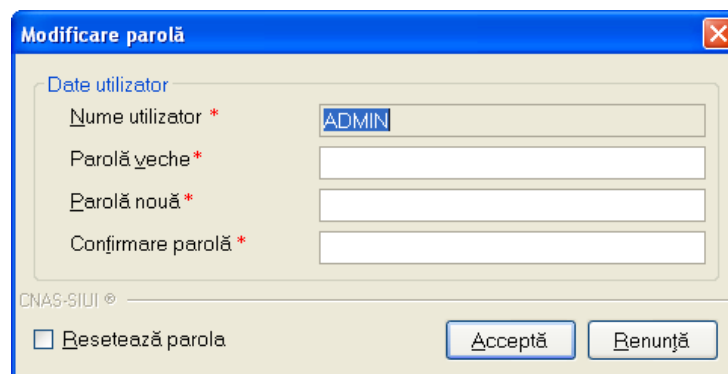 Modificare parolă
Date utilizator
Nume utilizator *
ADMIN
Parolă veche*
Parolă nouă*
Confirmare parolă *
CNAS-SIUI ®
Resetează parola
Acceptă
Renunţă